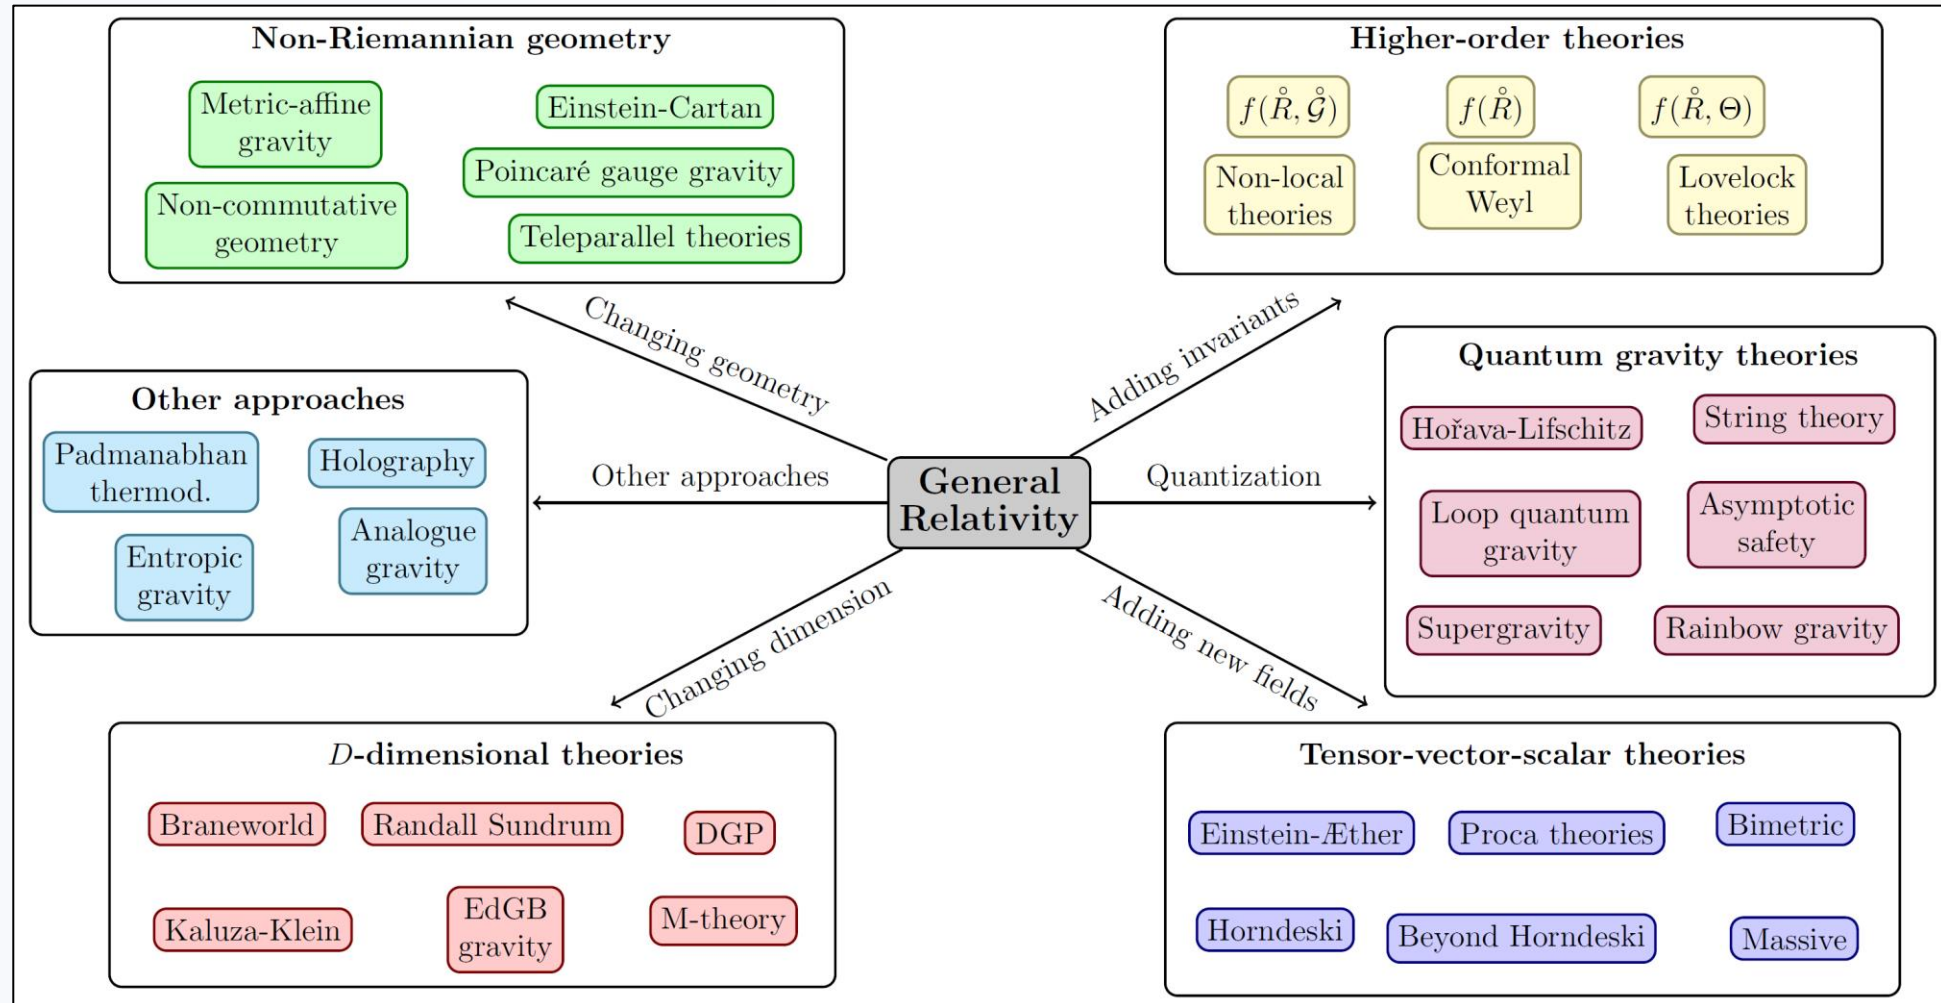 Non-Riemannian geometry
Metric-affine
gravity
Einstein-Cartan
Poincaré gauge gravity
Non-commutative
geometry
Teleparallel theories
Higher-order theories
f(R̊, 𝒢̊)
f(R̊)
f(R̊, Θ)
Non-local
theories
Conformal
Weyl
Lovelock
theories
Changing geometry
Adding invariants
Other approaches
Padmanabhan
thermod.
Holography
Entropic
gravity
Analogue
gravity
Other approaches
General
Relativity
Quantization
Quantum gravity theories
Hořava-Lifschitz
String theory
Loop quantum
gravity
Asymptotic
safety
Supergravity
Rainbow gravity
Changing dimension
Adding new fields
D-dimensional theories
Braneworld
Randall Sundrum
DGP
Kaluza-Klein
EdGB
gravity
M-theory
Tensor-vector-scalar theories
Einstein-Æther
Proca theories
Bimetric
Horndeski
Beyond Horndeski
Massive